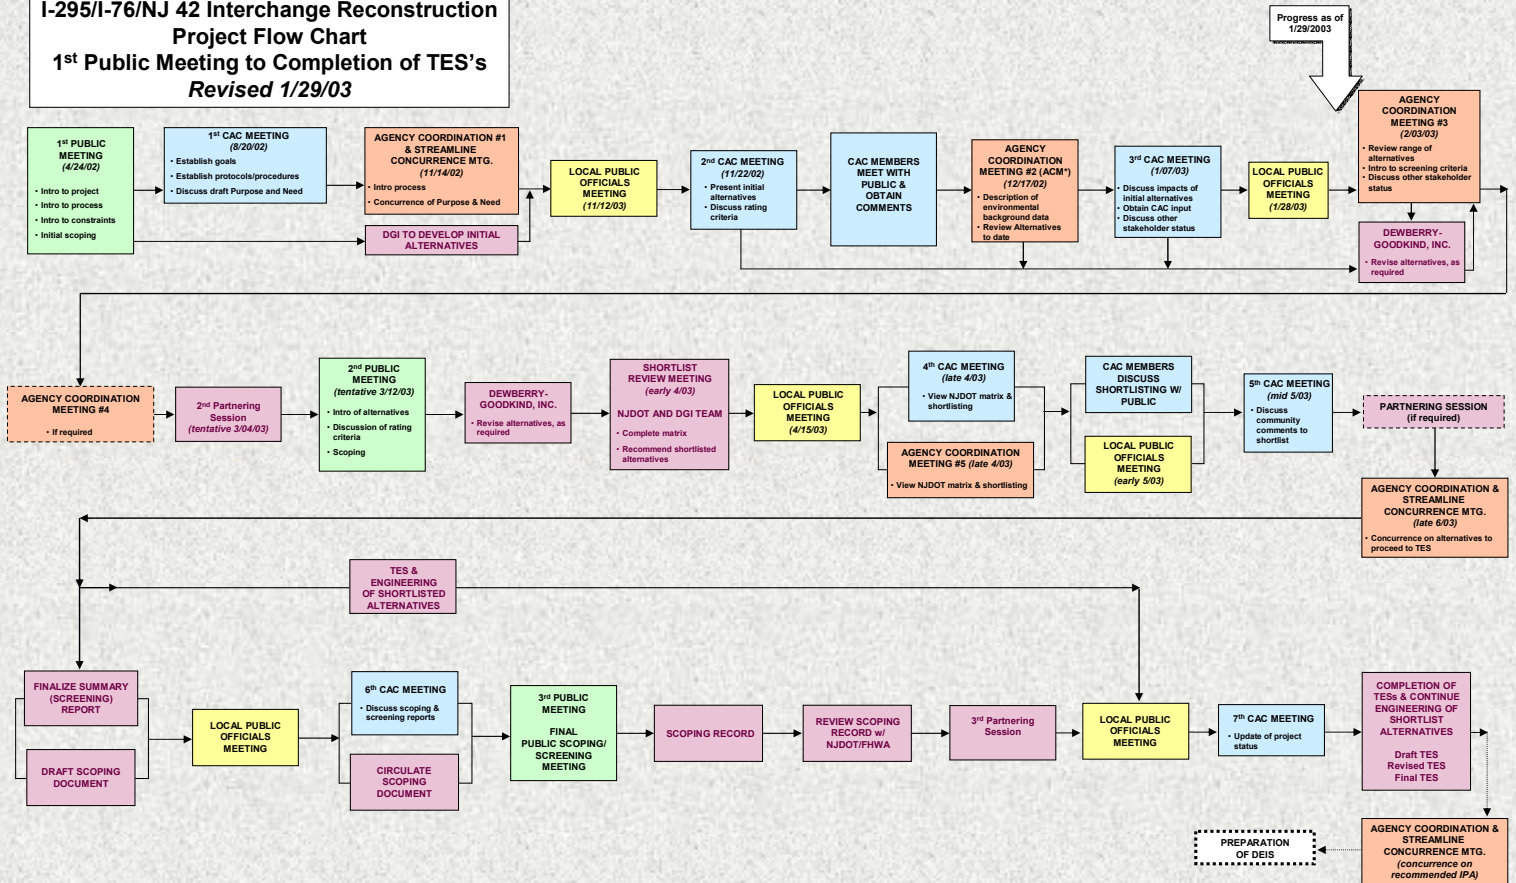 I-295/I-76/NJ 42 Interchange Reconstruction
Project Flow Chart
1st Public Meeting to Completion of TES's
Revised 1/29/03
Progress as of
1/29/2003
1st PUBLIC
MEETING
(4/24/02)
• Intro to project
• Intro to process
• Intro to constraints
• Initial scoping
1st CAC MEETING
(8/20/02)
• Establish goals
• Establish protocols/procedures
• Discuss draft Purpose and Need
AGENCY COORDINATION #1
& STREAMLINE
CONCURRENCE MTG.
(11/14/02)
• Intro process
• Concurrence of Purpose & Need
DGI TO DEVELOP INITIAL
ALTERNATIVES
LOCAL PUBLIC
OFFICIALS
MEETING
(11/12/03)
2nd CAC MEETING
(11/22/02)
• Present initial
alternatives
• Discuss rating
criteria
CAC MEMBERS
MEET WITH
PUBLIC &
OBTAIN
COMMENTS
AGENCY
COORDINATION
MEETING #2 (ACM*)
(12/17/02)
• Description of
environmental
background data
• Review Alternatives
to date
3rd CAC MEETING
(1/07/03)
• Discuss impacts of
initial alternatives
• Obtain CAC input
• Discuss other
stakeholder status
LOCAL PUBLIC
OFFICIALS
MEETING
(1/28/03)
AGENCY
COORDINATION
MEETING #3
(2/03/03)
• Review range of
alternatives
• Intro to screening criteria
• Discuss other stakeholder
status
DEWBERRY-
GOODKIND, INC.
• Revise alternatives, as
required
AGENCY COORDINATION
MEETING #4
• If required
2nd Partnering
Session
(tentative 3/04/03)
2nd PUBLIC
MEETING
(tentative 3/12/03)
• Intro of alternatives
• Discussion of rating
criteria
• Scoping
DEWBERRY-
GOODKIND, INC.
• Revise alternatives, as
required
SHORTLIST
REVIEW MEETING
(early 4/03)
NJDOT AND DGI TEAM
• Complete matrix
• Recommend shortlisted
alternatives
LOCAL PUBLIC
OFFICIALS
MEETING
(4/15/03)
4th CAC MEETING
(late 4/03)
• View NJDOT matrix &
shortlisting
AGENCY COORDINATION
MEETING #5 (late 4/03)
• View NJDOT matrix & shortlisting
CAC MEMBERS
DISCUSS
SHORTLISTING W/
PUBLIC
LOCAL PUBLIC
OFFICIALS
MEETING
(early 5/03)
5th CAC MEETING
(mid 5/03)
• Discuss
community
comments to
shortlist
PARTNERING SESSION
(if required)
AGENCY COORDINATION &
STREAMLINE
CONCURRENCE MTG.
(late 6/03)
• Concurrence on alternatives to
proceed to TES
TES &
ENGINEERING
OF SHORTLISTED
ALTERNATIVES
FINALIZE SUMMARY
(SCREENING)
REPORT
DRAFT SCOPING
DOCUMENT
LOCAL PUBLIC
OFFICIALS
MEETING
6th CAC MEETING
• Discuss scoping &
screening reports
CIRCULATE
SCOPING
DOCUMENT
3rd PUBLIC
MEETING
FINAL
PUBLIC SCOPING/
SCREENING
MEETING
SCOPING RECORD
REVIEW SCOPING
RECORD w/
NJDOT/FHWA
3rd Partnering
Session
LOCAL PUBLIC
OFFICIALS
MEETING
7th CAC MEETING
• Update of project
status
COMPLETION OF
TESs & CONTINUE
ENGINEERING OF
SHORTLIST
ALTERNATIVES
Draft TES
Revised TES
Final TES
AGENCY COORDINATION &
STREAMLINE
CONCURRENCE MTG.
(concurrence on
recommended IPA)
PREPARATION
OF DEIS